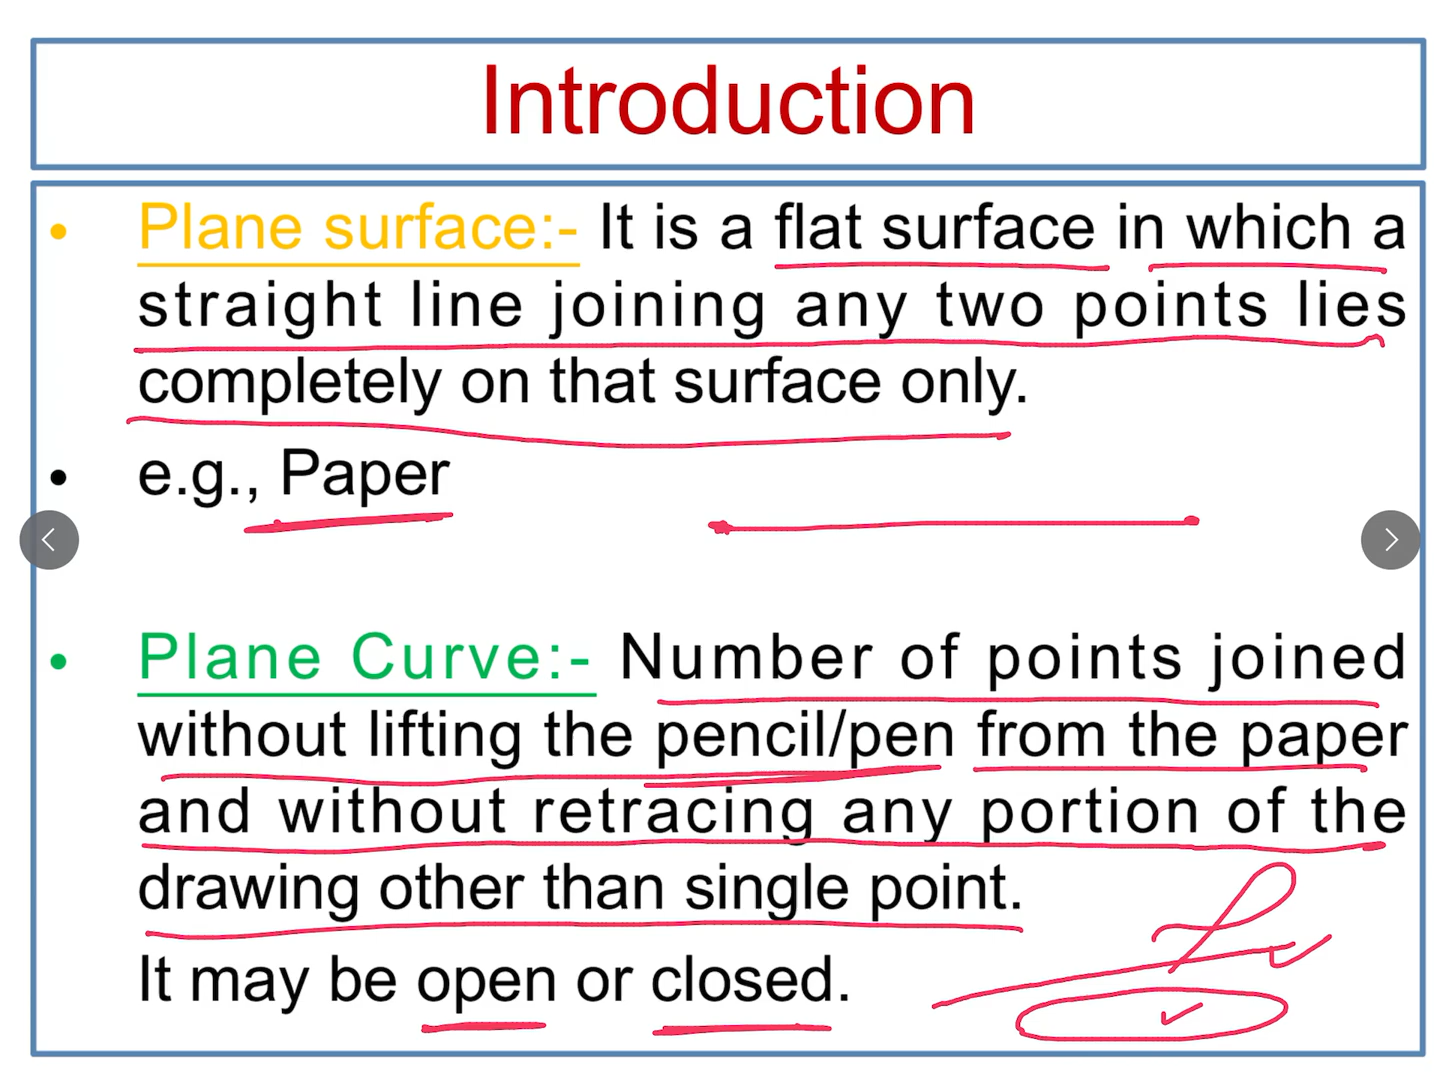 Introduction
• Plane surface:- It is a flat surface in which a
straight line joining any two points lies
completely on that surface only.
• e.g., Paper
• Plane Curve:- Number of points joined
without lifting the pencil/pen from the paper
and without retracing any portion of the
drawing other than single point.
It may be open or closed.